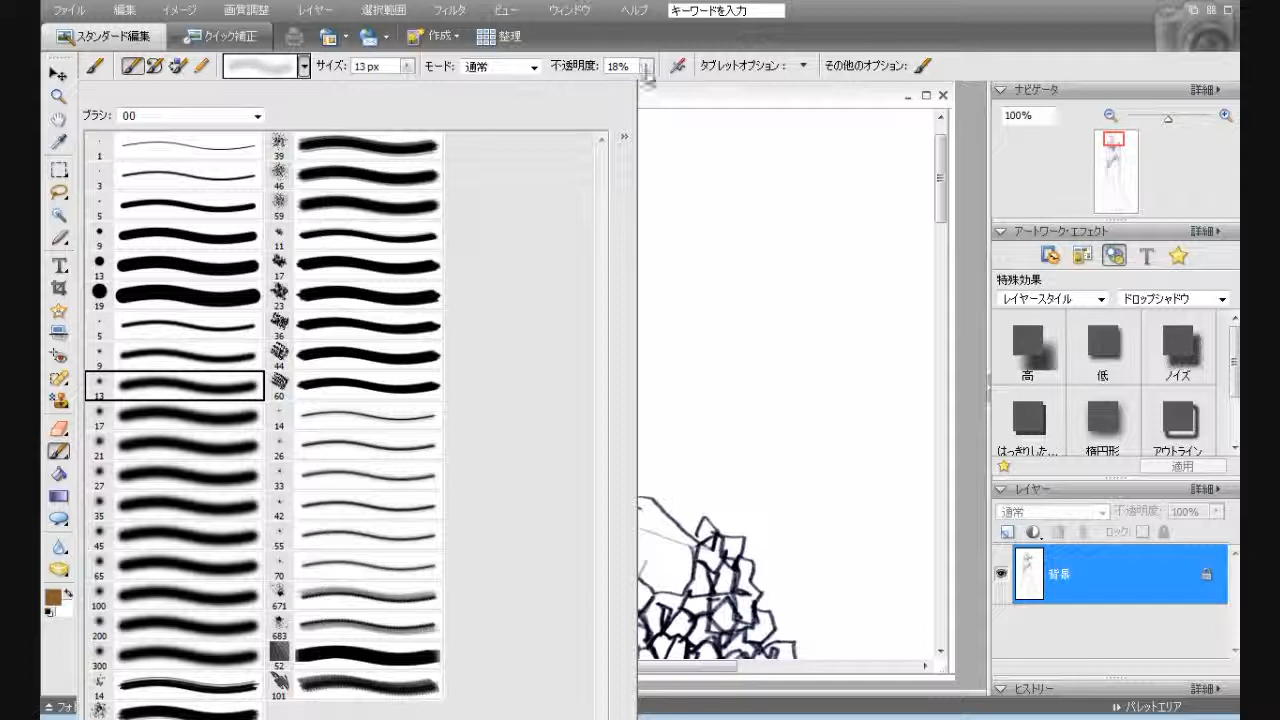 ファイル 編集 イメージ 画質調整 レイヤー 選択範囲 フィルタ ビュー ウィンドウ ヘルプ キーワードを入力
スタンダード編集 クイック補正 作成 整理
サイズ: 13 px モード: 通常 不透明度: 18% タブレットオプション: その他のオプション:
ナビゲータ 詳細
ブラシ: 00
100%
1
39
3
46
5
59
9
11
13
17
19
23
5
36
9
44
13
60
17
14
21
26
27
33
35
42
45
55
65
70
100
671
200
683
300
52
14
101
アートワーク・エフェクト 詳細
特殊効果
レイヤースタイル ドロップシャドウ
高 低 ノイズ
はっきりした... 楕円形 アウトライン
適用
レイヤー 詳細
通常 不透明度: 100%
ロック:
背景
ヒストリー 詳細
パレットエリア